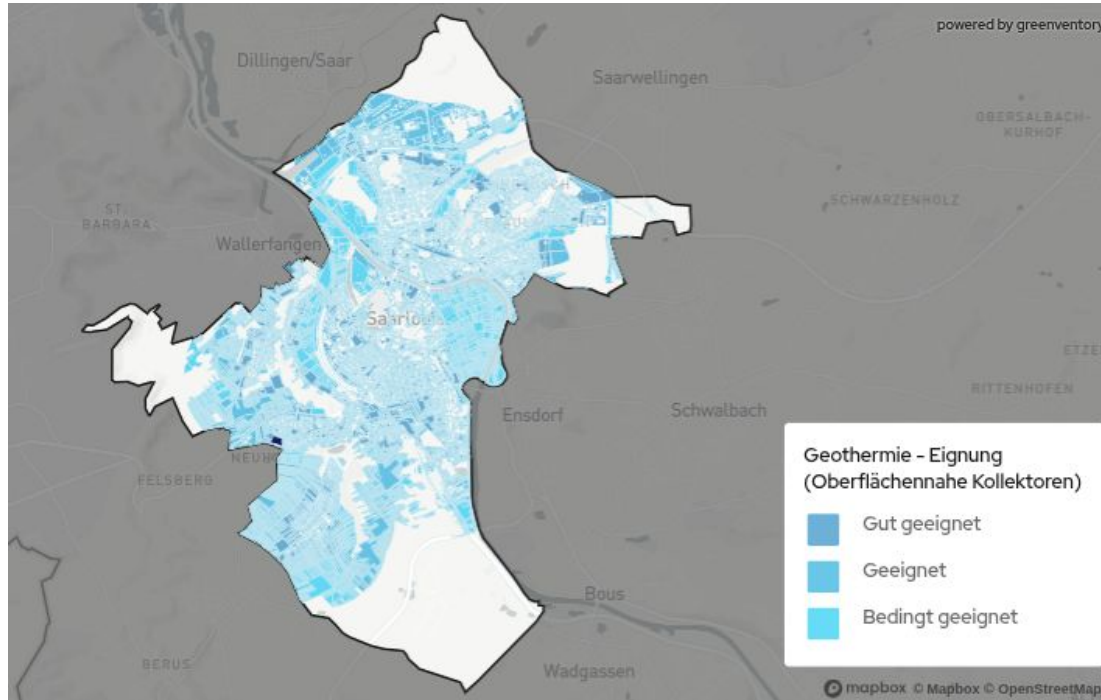 powered by greenventory
Dillingen/Saar
Saarwellingen
OBERSALBACH-
KURHOF
ST.
BARBARA
SCHWARZENHOLZ
Wallerfangen
ETZE
RITTENHOFEN
Ensdorf
Schwalbach
FELSBERG
Geothermie - Eignung
(Oberflächennahe Kollektoren)
Gut geeignet
Geeignet
Bedingt geeignet
Bous
BERUS
Wadgassen
mapbox © Mapbox © OpenStreetMap